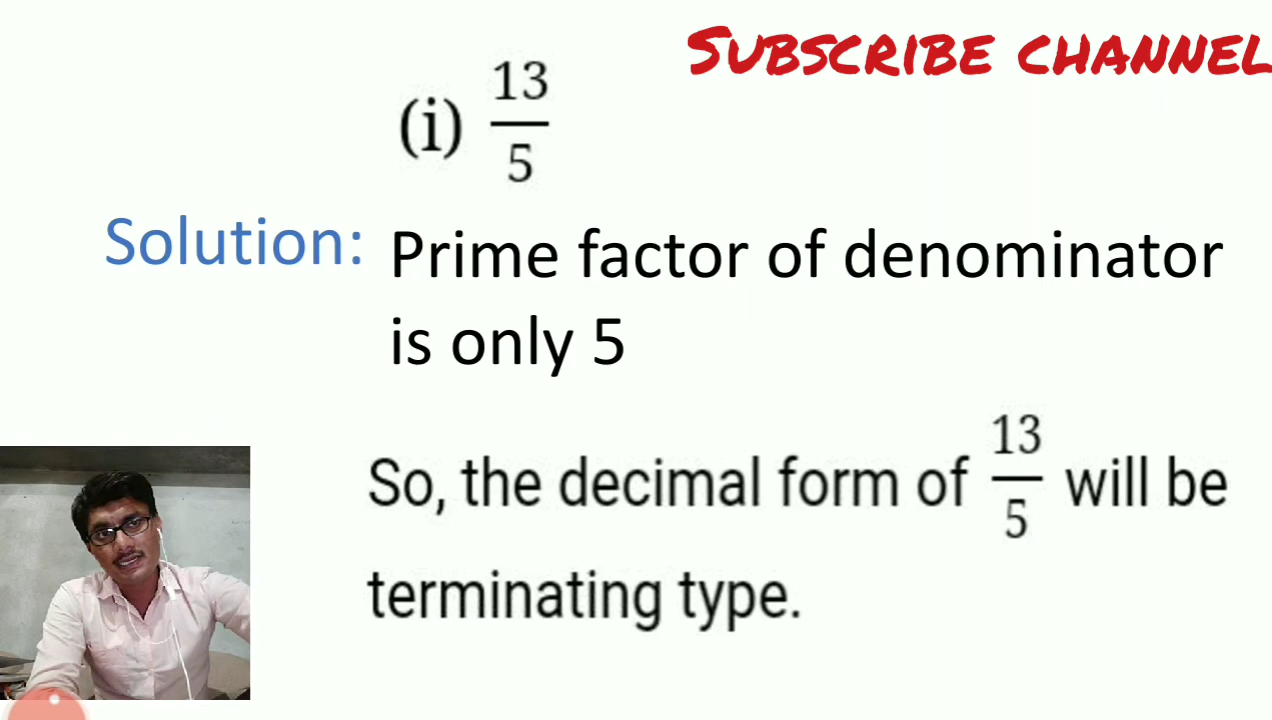 SUBSCRIBE CHANNEL
(i) 13/5
Solution: Prime factor of denominator
is only 5
So, the decimal form of 13/5 will be
terminating type.